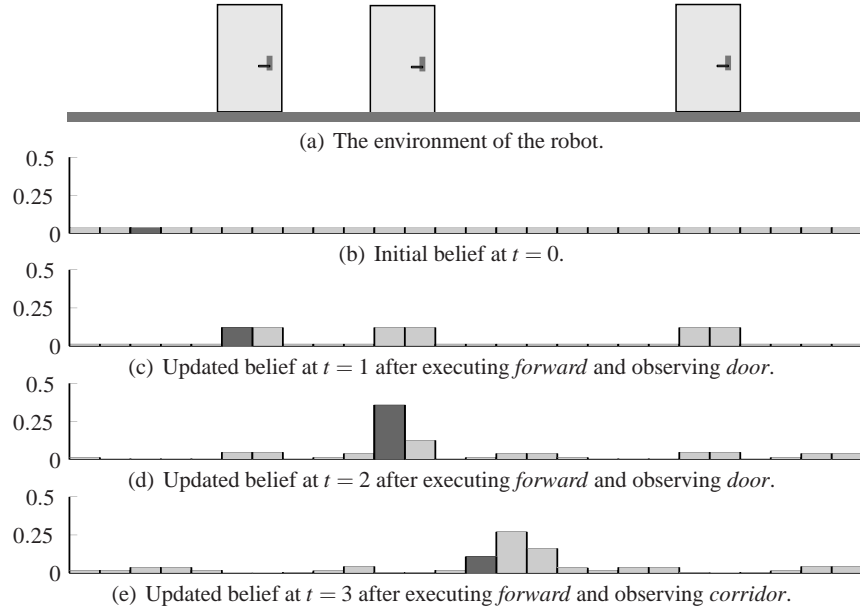 (a) The environment of the robot.
0.5
0.25
0
(b) Initial belief at t = 0.
0.5
0.25
0
(c) Updated belief at t = 1 after executing forward and observing door.
0.5
0.25
0
(d) Updated belief at t = 2 after executing forward and observing door.
0.5
0.25
0
(e) Updated belief at t = 3 after executing forward and observing corridor.